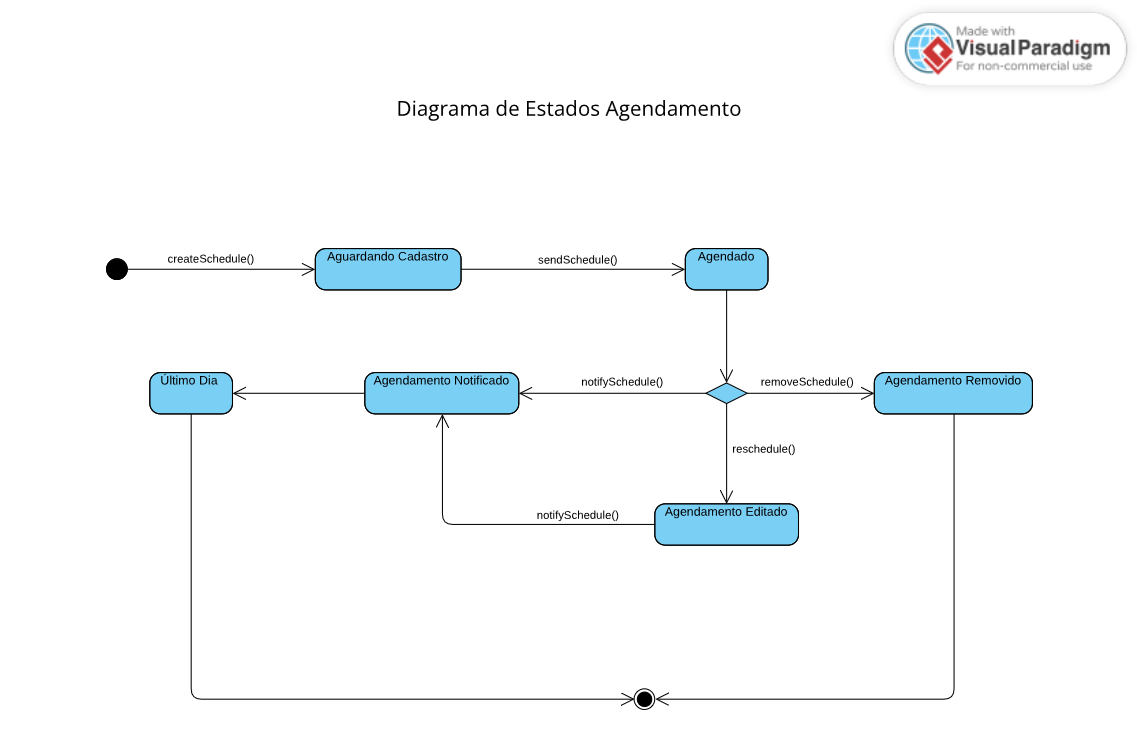 Made with
Visual Paradigm
For non-commercial use
Diagrama de Estados Agendamento
createSchedule()
Aguardando Cadastro
sendSchedule()
Agendado
Último Dia
Agendamento Notificado
notifySchedule()
removeSchedule()
Agendamento Removido
reschedule()
notifySchedule()
Agendamento Editado